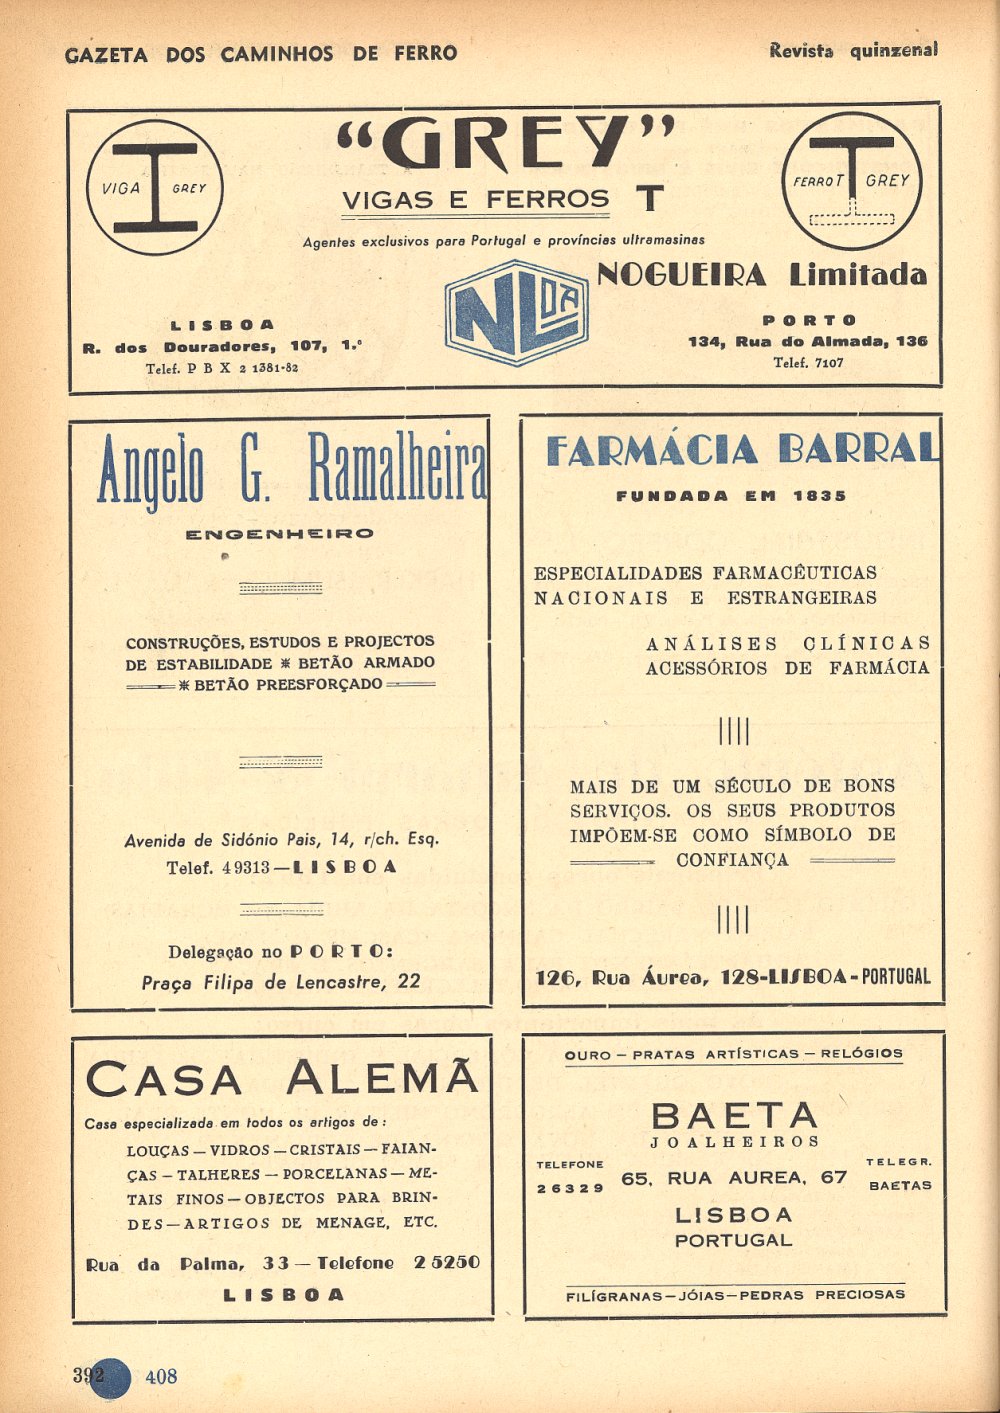 GAZETA DOS CAMINHOS DE FERRO
Revista quinzenal
"GREY"
VIGA GREY
VIGAS E FERROS T
FERRO T GREY
Agentes exclusivos para Portugal e províncias ultramasinas
NLDA
NOGUEIRA Limitada
LISBOA
R. dos Douradores, 107, 1.º
Telef. P B X 2 1381-82
PORTO
134, Rua do Almada, 136
Telef. 7107
Angelo G. Ramalheira
ENGENHEIRO
CONSTRUÇÕES, ESTUDOS E PROJECTOS
DE ESTABILIDADE * BETÃO ARMADO
* BETÃO PREESFORÇADO
Avenida de Sidónio Pais, 14, r/ch. Esq.
Telef. 49313 — LISBOA
Delegação no PORTO:
Praça Filipa de Lencastre, 22
FARMÁCIA BARRAL
FUNDADA EM 1835
ESPECIALIDADES FARMACÊUTICAS
NACIONAIS E ESTRANGEIRAS
ANÁLISES CLÍNICAS
ACESSÓRIOS DE FARMÁCIA
MAIS DE UM SÉCULO DE BONS
SERVIÇOS. OS SEUS PRODUTOS
IMPÕEM-SE COMO SÍMBOLO DE
CONFIANÇA
126, Rua Áurea, 128-LISBOA - PORTUGAL
CASA ALEMÃ
Casa especializada em todos os artigos de:
LOUÇAS — VIDROS — CRISTAIS — FAIAN-
ÇAS — TALHERES — PORCELANAS — ME-
TAIS FINOS — OBJECTOS PARA BRIN-
DES — ARTIGOS DE MENAGE, ETC.
Rua da Palma, 33 — Telefone 25250
LISBOA
OURO — PRATAS ARTÍSTICAS — RELÓGIOS
BAETA
JOALHEIROS
TELEFONE
26329
65, RUA AUREA, 67
TELEGR.
BAETAS
LISBOA
PORTUGAL
FILÍGRANAS — JÓIAS — PEDRAS PRECIOSAS
392
408